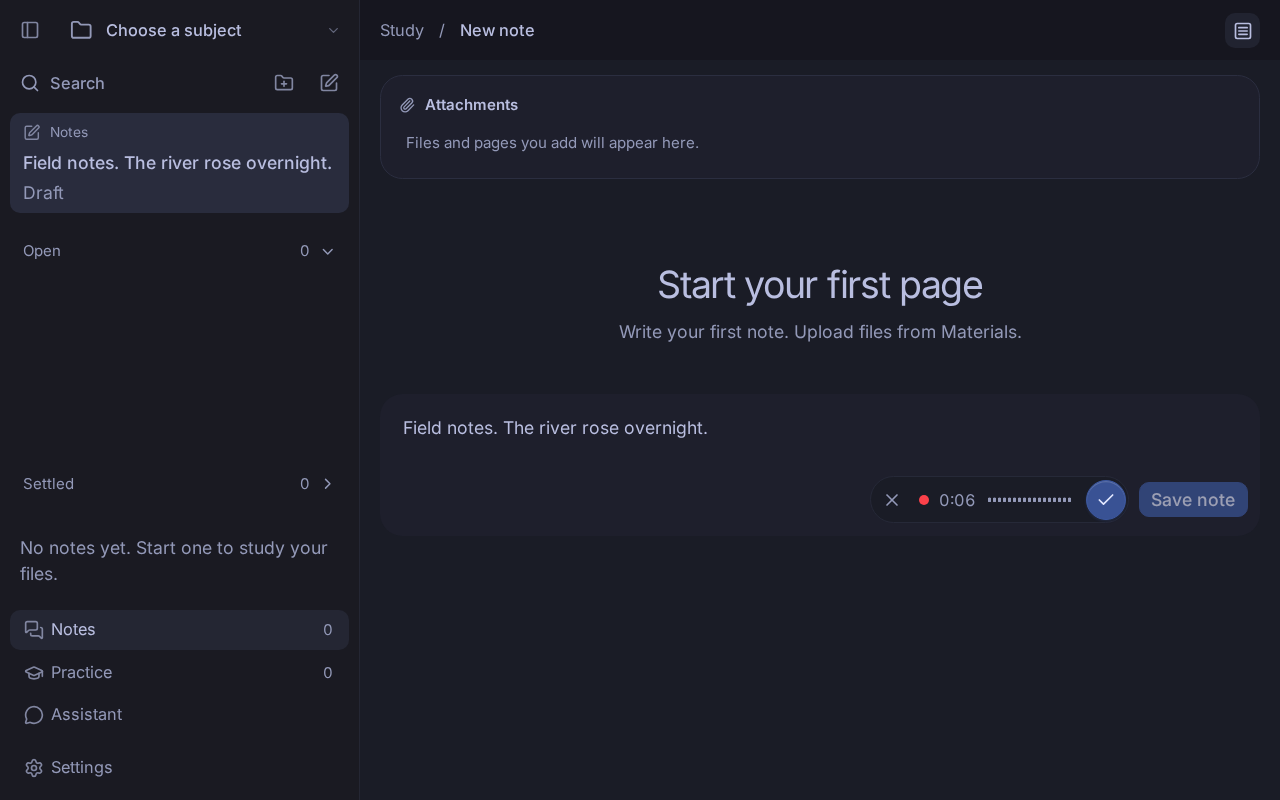 Choose a subject
Search
Notes
Field notes. The river rose overnight.
Draft
Open 0
Settled 0
No notes yet. Start one to study your
files.
Notes 0
Practice 0
Assistant
Settings
Study / New note
Attachments
Files and pages you add will appear here.
Start your first page
Write your first note. Upload files from Materials.
Field notes. The river rose overnight.
0:06 Save note